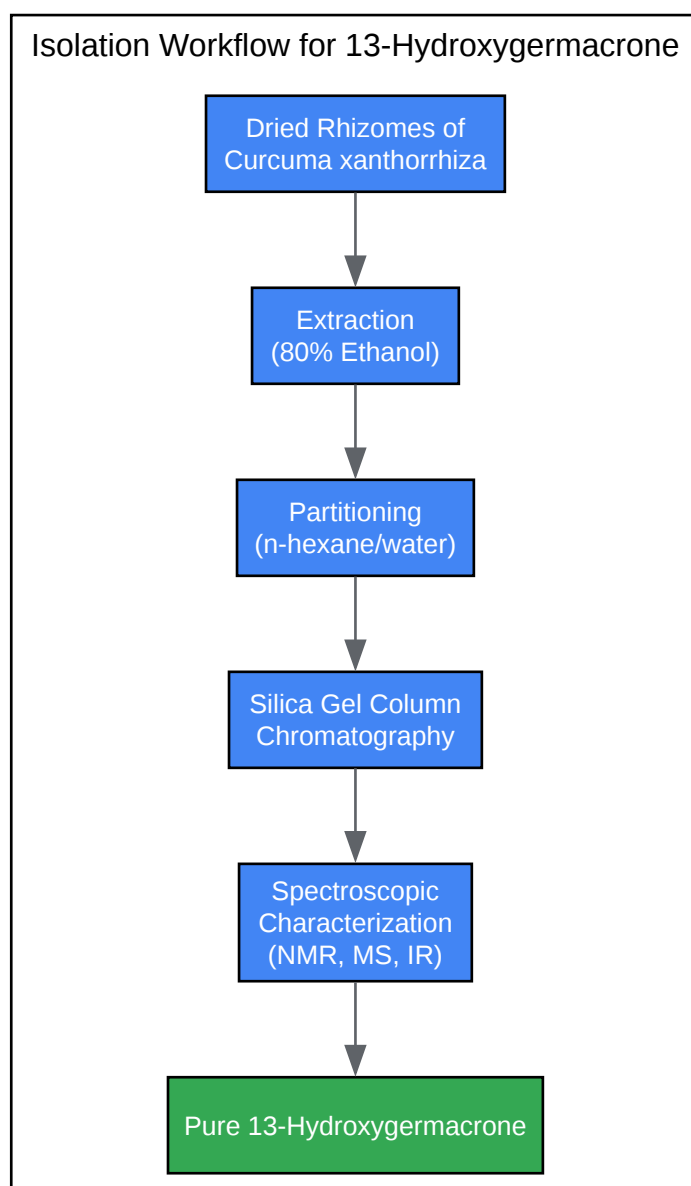 Isolation Workflow for 13-Hydroxygermacrone
Dried Rhizomes of
Curcuma xanthorrhiza
Extraction
(80% Ethanol)
Partitioning
(n-hexane/water)
Silica Gel Column
Chromatography
Spectroscopic
Characterization
(NMR, MS, IR)
Pure 13-Hydroxygermacrone